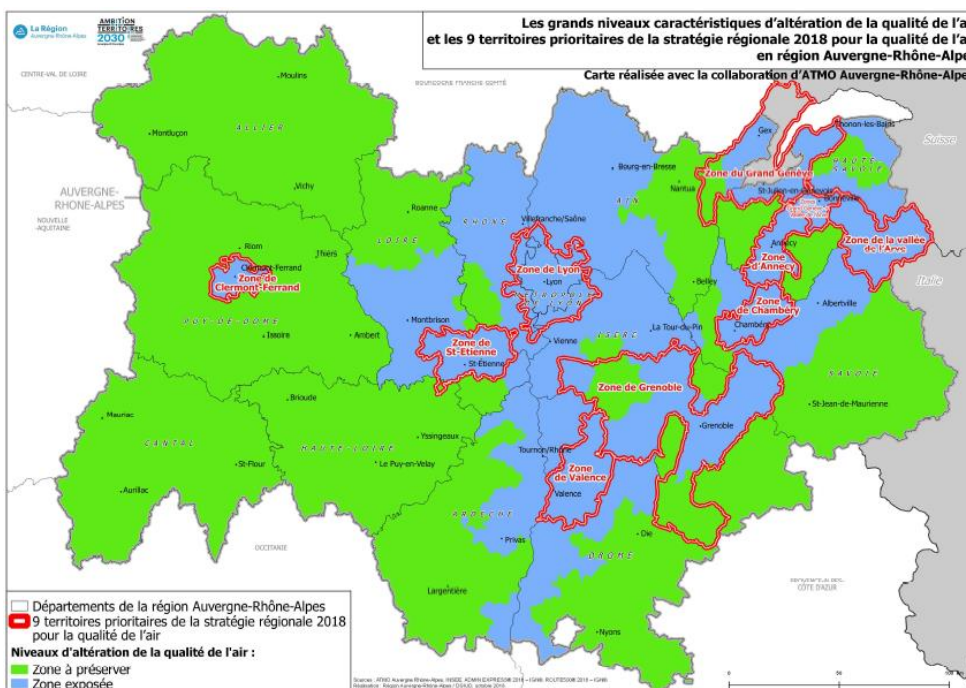 La Région
Auvergne-Rhône-Alpes
AMBITION
TERRITOIRES
2030
Les grands niveaux caractéristiques d'altération de la qualité de l'a
et les 9 territoires prioritaires de la stratégie régionale 2018 pour la qualité de l'a
en région Auvergne-Rhône-Alpe
Carte réalisée avec la collaboration d'ATMO Auvergne-Rhône-Alpe
CENTRE-VAL DE LOIRE
BOURGOGNE FRANCHE COMTÉ
Moulins
Montluçon
ALLIER
Vichy
AUVERGNE-
RHONE-ALPES
NOUVELLE
-AQUITAINE
Roanne
LOIRE
RHONE
Villefranche/Saône
Bourg-en-Bresse
AIN
Nantua
Gex
Thonon-les-Bains
Suisse
HAUTE
SAVOIE
Zone du Grand Genève
St-Julien-en-Genevois
Bonneville
Riom
Thiers
Clermont-Ferrand
Zone de
Clermont-Ferrand
Zone de Lyon
Lyon
Annecy
Zone
d'Annecy
Zone de la vallée
de l'Arve
Italie
PUY-DE-DOME
Issoire
Ambert
Montbrison
Belley
Zone
de Chambéry
Chambéry
Albertville
Zone de
St-Etienne
St-Étienne
Vienne
ISERE
La Tour-du-Pin
SAVOIE
St-Jean-de-Maurienne
Zone de Grenoble
Grenoble
Brioude
Mauriac
CANTAL
HAUTE-LOIRE
Yssingeaux
St-Flour
Le Puy-en-Velay
Aurillac
Tournon/Rhône
Zone
de Valence
Valence
ARDECHE
Privas
Die
DROME
OCCITANIE
Largentière
Nyons
CÔTE D'AZUR
Départements de la région Auvergne-Rhône-Alpes
9 territoires prioritaires de la stratégie régionale 2018
pour la qualité de l'air
Niveaux d'altération de la qualité de l'air :
Zone à préserver
Zone exposée
0
50